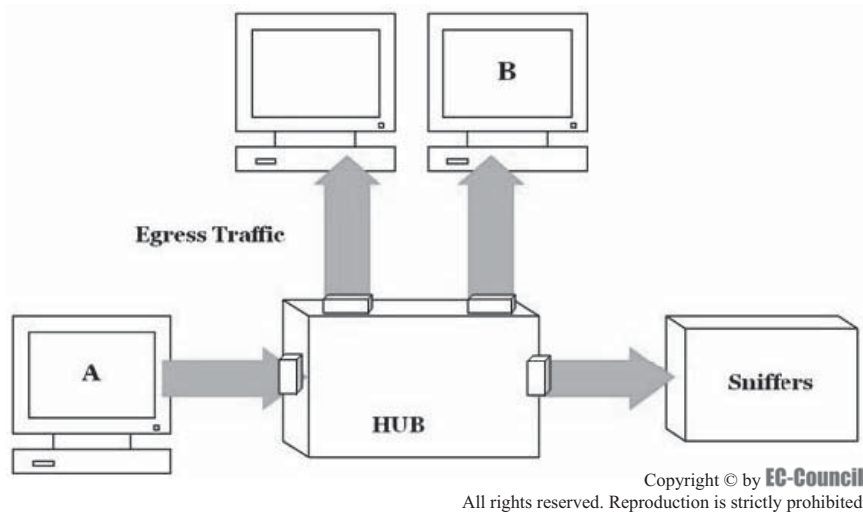 B
Egress Traffic
A
HUB
Sniffers
Copyright © by EC-Council
All rights reserved. Reproduction is strictly prohibited